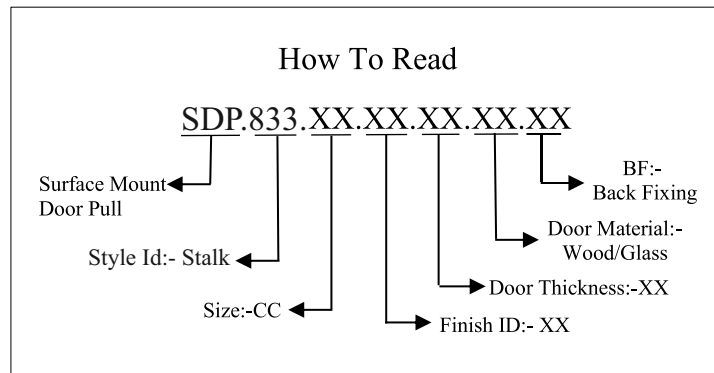 How To Read
SDP.833.XX.XX.XX.XX.XX
Surface Mount
Door Pull
BF:-
Back Fixing
Style Id:- Stalk
Door Material:-
Wood/Glass
Size:-CC
Door Thickness:-XX
Finish ID:- XX